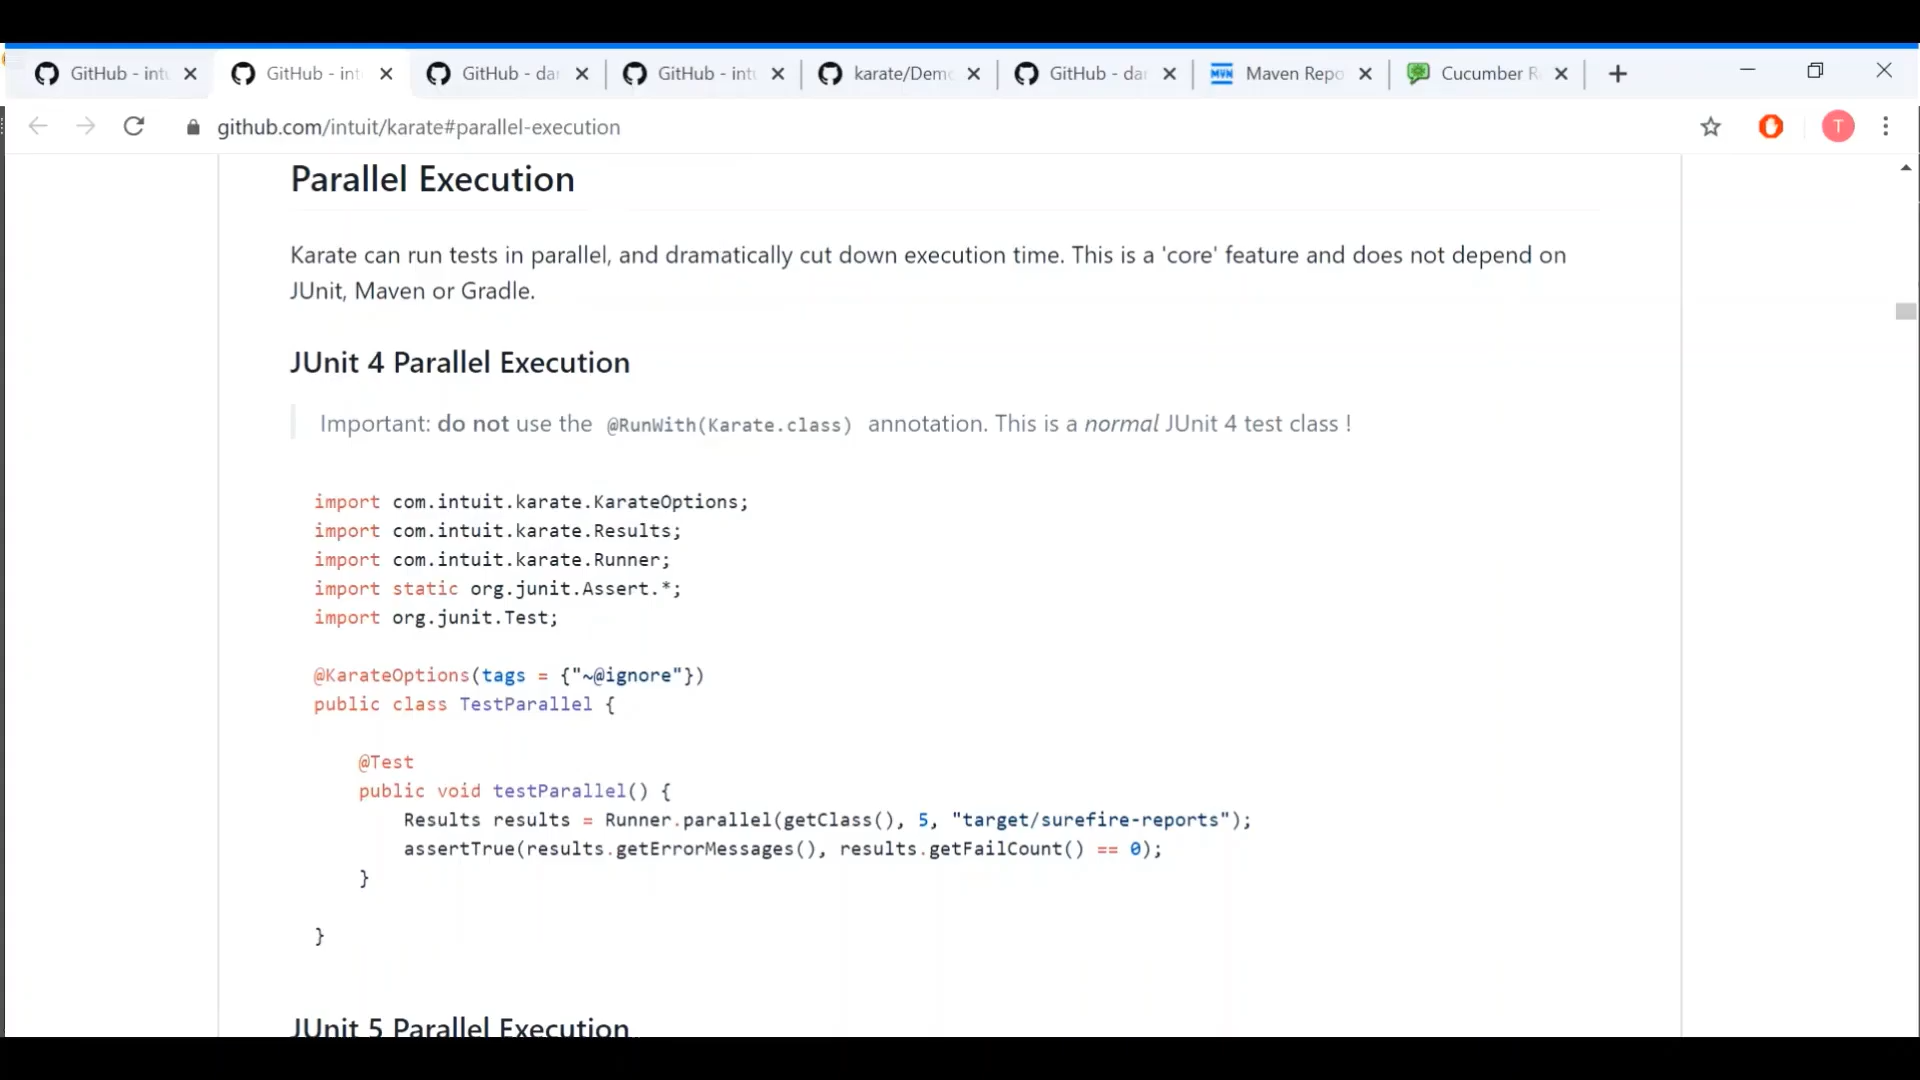 GitHub - intu
GitHub - int
GitHub - dar
GitHub - intu
karate/Demo
GitHub - dar
MVN
Maven Repo
Cucumber R
github.com/intuit/karate#parallel-execution
T
Parallel Execution
Karate can run tests in parallel, and dramatically cut down execution time. This is a 'core' feature and does not depend on
JUnit, Maven or Gradle.
JUnit 4 Parallel Execution
Important: do not use the @RunWith(Karate.class) annotation. This is a normal JUnit 4 test class !
import com.intuit.karate.KarateOptions;
import com.intuit.karate.Results;
import com.intuit.karate.Runner;
import static org.junit.Assert.*;
import org.junit.Test;
@KarateOptions(tags = {"~@ignore"})
public class TestParallel {
@Test
public void testParallel() {
Results results = Runner.parallel(getClass(), 5, "target/surefire-reports");
assertTrue(results.getErrorMessages(), results.getFailCount() == 0);
}
}
JUnit 5 Parallel Execution